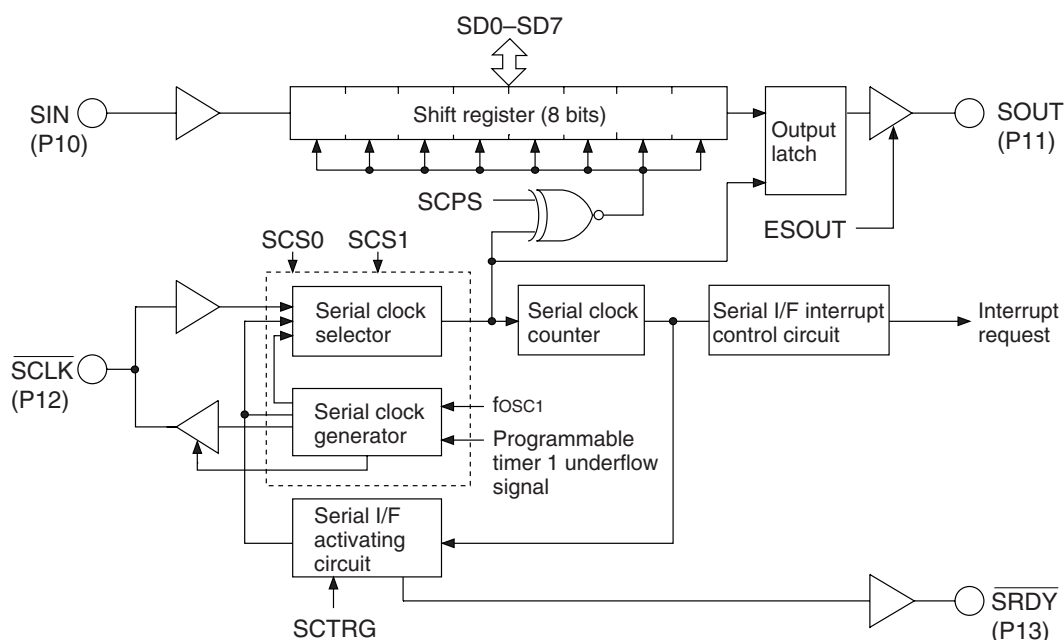 SD0–SD7
SIN
(P10)
Shift register (8 bits)
Output
latch
SOUT
(P11)
SCPS
ESOUT
SCS0
SCS1
Serial clock
selector
Serial clock
counter
Serial I/F interrupt
control circuit
Interrupt
request
SCLK
(P12)
Serial clock
generator
fOSC1
Programmable
timer 1 underflow
signal
Serial I/F
activating
circuit
SCTRG
SRDY
(P13)